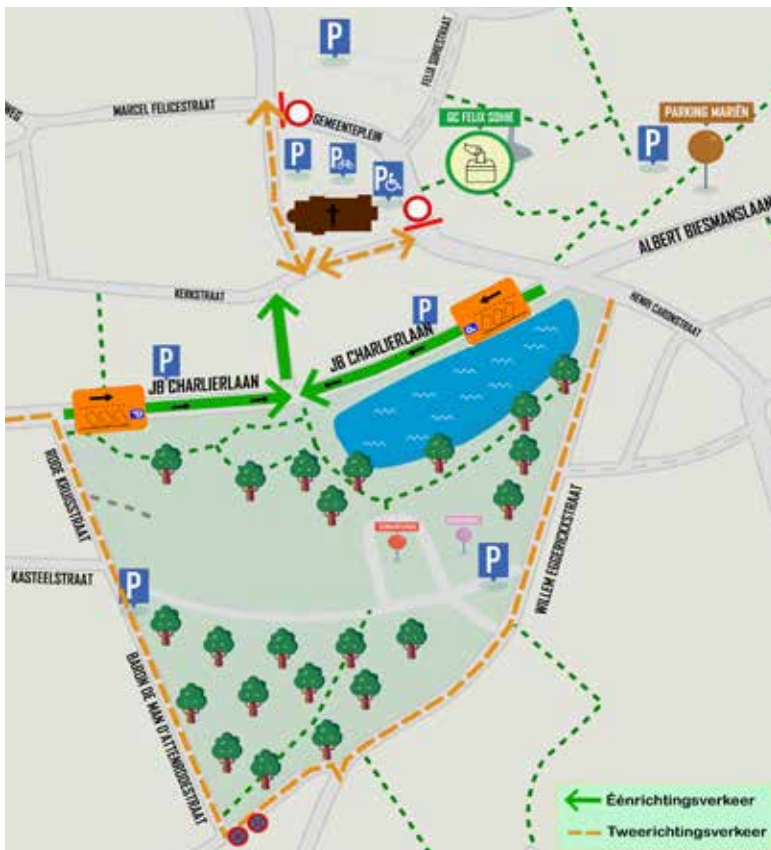 P
FELIX SOHIESTRAAT
WEG
MARCEL FELICESTRAAT
GEMEENTEPLEIN
GC FELIX SOHIE
PARKING MARIËN
P
P
P
P
ALBERT BIESMANSLAAN
KERKSTRAAT
HENRI CARONSTRAAT
P
P
JB CHARLIERLAAN
JB CHARLIERLAAN
RODE KRUISSTRAAT
KASTEELSTRAAT
P
P
WILLEM EGGERICKXSTRAAT
BARON DE MAN D'ATTENRODESTRAAT
Éénrichtingsverkeer
Tweerichtingsverkeer